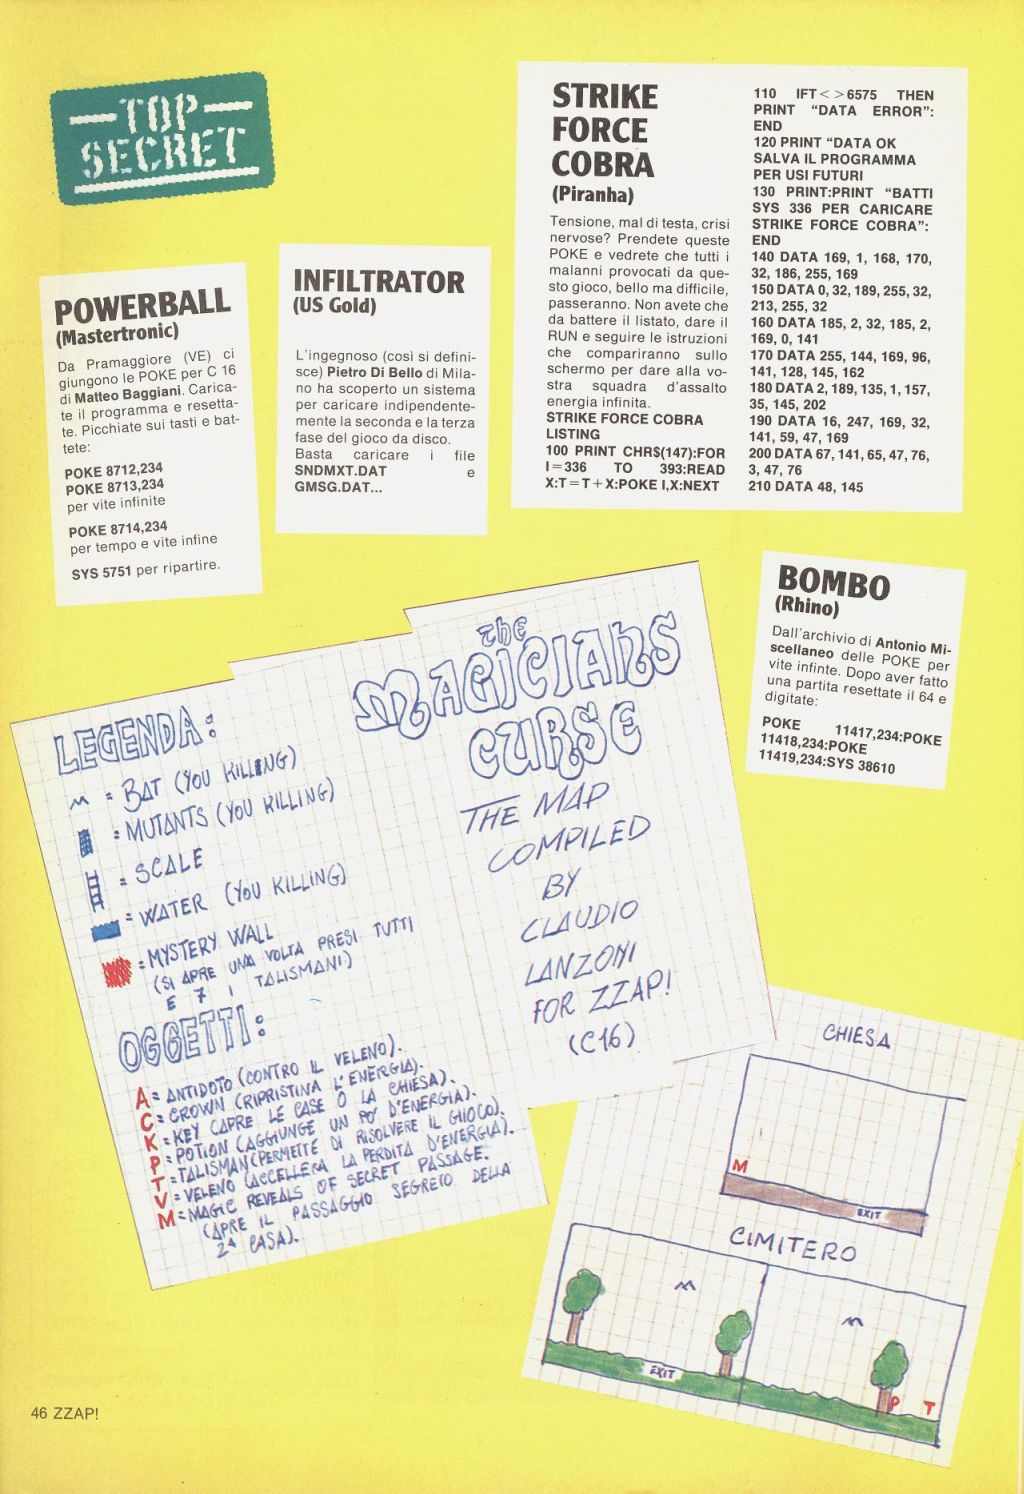 TOP
SECRET
POWERBALL
(Mastertronic)
Da Pramaggiore (VE) ci
giungono le POKE per C 16
di Matteo Baggiani. Carica-
te il programma e resetta-
te. Picchiate sui tasti e bat-
tete:
POKE 8712,234
POKE 8713,234
per vite infinite
POKE 8714,234
per tempo e vite infine
SYS 5751 per ripartire.
INFILTRATOR
(US Gold)
L'ingegnoso (così si defini-
sce) Pietro Di Bello di Mila-
no ha scoperto un sistema
per caricare indipendente-
mente la seconda e la terza
fase del gioco da disco.
Basta caricare i file
SNDMXT.DAT e
GMSG.DAT...
STRIKE
FORCE
COBRA
(Piranha)
Tensione, mal di testa, crisi
nervose? Prendete queste
POKE e vedrete che tutti i
malanni provocati da que-
sto gioco, bello ma difficile,
passeranno. Non avete che
da battere il listato, dare il
RUN e seguire le istruzioni
che compariranno sullo
schermo per dare alla vo-
stra squadra d'assalto
energia infinita.
STRIKE FORCE COBRA
LISTING
100 PRINT CHR$(147):FOR
I=336 TO 393:READ
X:T=T+X:POKE I,X:NEXT
110 IFT<>6575 THEN
PRINT "DATA ERROR":
END
120 PRINT "DATA OK
SALVA IL PROGRAMMA
PER USI FUTURI
130 PRINT:PRINT "BATTI
SYS 336 PER CARICARE
STRIKE FORCE COBRA":
END
140 DATA 169, 1, 168, 170,
32, 186, 255, 169
150 DATA 0, 32, 189, 255, 32,
213, 255, 32
160 DATA 185, 2, 32, 185, 2,
169, 0, 141
170 DATA 255, 144, 169, 96,
141, 128, 145, 162
180 DATA 2, 189, 135, 1, 157,
35, 145, 202
190 DATA 16, 247, 169, 32,
141, 59, 47, 169
200 DATA 67, 141, 65, 47, 76,
3, 47, 76
210 DATA 48, 145
BOMBO
(Rhino)
Dall'archivio di Antonio Mi-
scellaneo delle POKE per
vite infinte. Dopo aver fatto
una partita resettate il 64 e
digitate:
POKE 11417,234:POKE
11418,234:POKE
11419,234:SYS 38610
THE
MAGICIANS
CURSE
THE MAP
COMPILED
BY
CLAUDIO
LANZONI
FOR ZZAP!
(C16)
LEGENDA:
= BAT (YOU KILLING)
= MUTANTS (YOU KILLING)
= SCALE
= WATER (YOU KILLING)
= MYSTERY WALL
(SI APRE UNA VOLTA PRESI TUTTI
E 7 I TALISMANI)
OGGETTI:
A = ANTIDOTO (CONTRO IL VELENO).
C = CROWN (RIPRISTINA L'ENERGIA).
K = KEY (APRE LE CASE O LA CHIESA).
P = POTION (AGGIUNGE UN PO' D'ENERGIA).
T = TALISMAN (PERMETTE DI RISOLVERE IL GIOCO).
V = VELENO (ACCELLERA LA PERDITA D'ENERGIA).
M = MAGIC REVEALS OF SECRET PASSAGE.
(APRE IL PASSAGGIO SEGRETO DELLA
2ª CASA).
CHIESA
M
EXIT
CIMITERO
EXIT
P T
46 ZZAP!